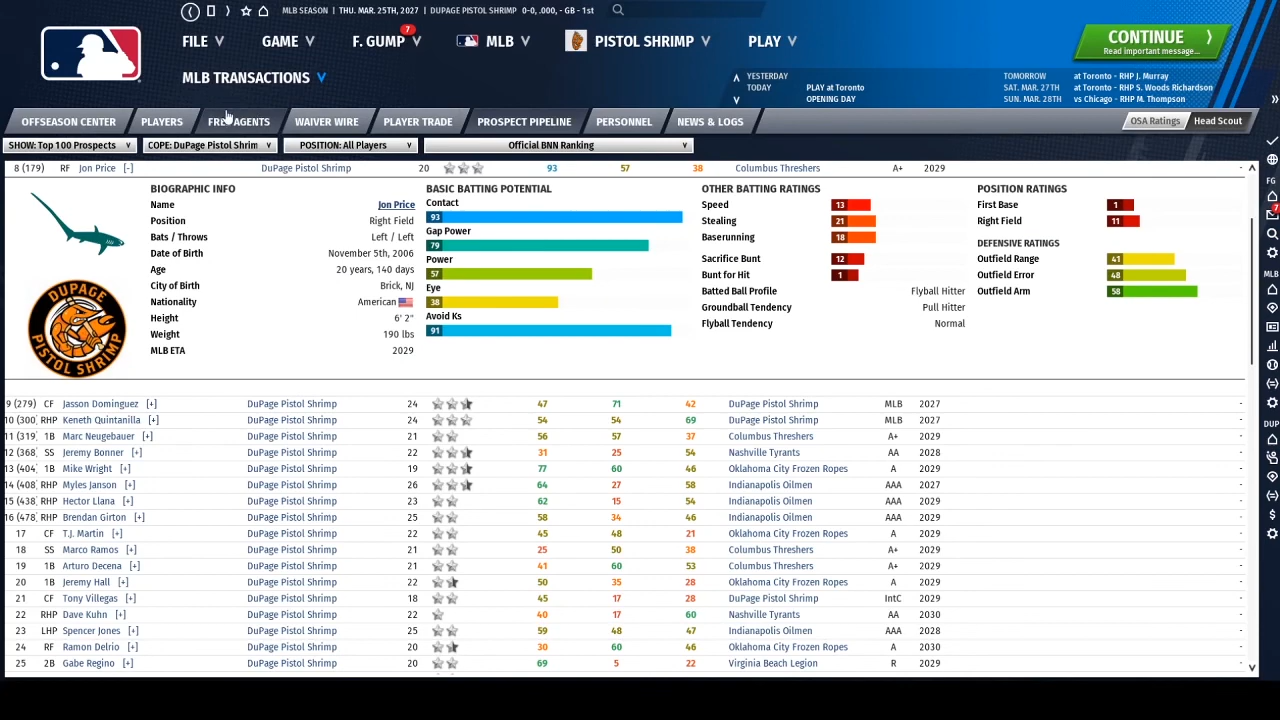 MLB SEASON | THU. MAR. 25TH, 2027 | DUPAGE PISTOL SHRIMP 0-0, .000, - GB - 1st
FILE GAME F. GUMP 7 MLB PISTOL SHRIMP PLAY
CONTINUE
Read important message...
MLB TRANSACTIONS
YESTERDAY
TODAY PLAY at Toronto
OPENING DAY
TOMORROW at Toronto - RHP J. Murray
SAT. MAR. 27TH at Toronto - RHP S. Woods Richardson
SUN. MAR. 28TH vs Chicago - RHP M. Thompson
OFFSEASON CENTER PLAYERS FREE AGENTS WAIVER WIRE PLAYER TRADE PROSPECT PIPELINE PERSONNEL NEWS & LOGS OSA Ratings Head Scout
SHOW: Top 100 Prospects COPE: DuPage Pistol Shrim POSITION: All Players Official BNN Ranking
8 (179) RF Jon Price [-] DuPage Pistol Shrimp 20 93 57 38 Columbus Threshers A+ 2029 -
BIOGRAPHIC INFO
Name Jon Price
Position Right Field
Bats / Throws Left / Left
Date of Birth November 5th, 2006
Age 20 years, 140 days
City of Birth Brick, NJ
Nationality American
Height 6' 2"
Weight 190 lbs
MLB ETA 2029
DUPAGE
PISTOL SHRIMP
BASIC BATTING POTENTIAL
Contact
93
Gap Power
79
Power
57
Eye
38
Avoid Ks
91
OTHER BATTING RATINGS
Speed 13
Stealing 21
Baserunning 18
Sacrifice Bunt 12
Bunt for Hit 1
Batted Ball Profile Flyball Hitter
Groundball Tendency Pull Hitter
Flyball Tendency Normal
POSITION RATINGS
First Base 1
Right Field 11
DEFENSIVE RATINGS
Outfield Range 41
Outfield Error 48
Outfield Arm 58
9 (279) CF Jasson Dominguez [+] DuPage Pistol Shrimp 24 47 71 42 DuPage Pistol Shrimp MLB 2027 -
10 (300) RHP Keneth Quintanilla [+] DuPage Pistol Shrimp 24 54 54 69 DuPage Pistol Shrimp MLB 2027 -
11 (319) 1B Marc Neugebauer [+] DuPage Pistol Shrimp 21 56 57 37 Columbus Threshers A+ 2029 -
12 (368) SS Jeremy Bonner [+] DuPage Pistol Shrimp 22 31 25 54 Nashville Tyrants AA 2028 -
13 (404) 1B Mike Wright [+] DuPage Pistol Shrimp 19 77 60 46 Oklahoma City Frozen Ropes A 2029 -
14 (408) RHP Myles Janson [+] DuPage Pistol Shrimp 26 64 27 58 Indianapolis Oilmen AAA 2027 -
15 (438) RHP Hector Llana [+] DuPage Pistol Shrimp 23 62 15 54 Indianapolis Oilmen AAA 2029 -
16 (478) RHP Brendan Girton [+] DuPage Pistol Shrimp 25 58 34 46 Indianapolis Oilmen AAA 2029 -
17 CF T.J. Martin [+] DuPage Pistol Shrimp 22 45 48 21 Oklahoma City Frozen Ropes A 2029 -
18 SS Marco Ramos [+] DuPage Pistol Shrimp 21 25 50 38 Columbus Threshers A+ 2029 -
19 1B Arturo Decena [+] DuPage Pistol Shrimp 21 41 60 53 Columbus Threshers A+ 2029 -
20 1B Jeremy Hall [+] DuPage Pistol Shrimp 22 50 35 28 Oklahoma City Frozen Ropes A 2029 -
21 CF Tony Villegas [+] DuPage Pistol Shrimp 18 45 17 28 DuPage Pistol Shrimp IntC 2029 -
22 RHP Dave Kuhn [+] DuPage Pistol Shrimp 22 40 17 60 Nashville Tyrants AA 2030 -
23 LHP Spencer Jones [+] DuPage Pistol Shrimp 25 59 48 47 Indianapolis Oilmen AAA 2028 -
24 RF Ramon Delrio [+] DuPage Pistol Shrimp 20 30 60 46 Oklahoma City Frozen Ropes A 2030 -
25 2B Gabe Regino [+] DuPage Pistol Shrimp 20 69 5 22 Virginia Beach Legion R 2029 -
FG
7
MLB
DUP
$